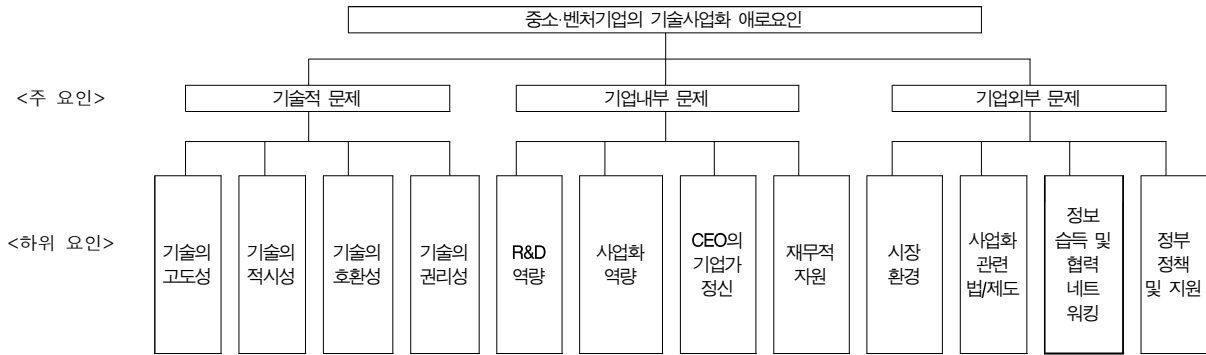 중소·벤처기업의 기술사업화 애로요인
<주 요인>
기술적 문제
기업내부 문제
기업외부 문제
<하위 요인>
기술의
고도성
기술의
적시성
기술의
호환성
기술의
권리성
R&D
역량
사업화
역량
CEO의
기업가
정신
재무적
자원
시장
환경
사업화
관련
법/제도
정보
습득 및
협력
네트
워킹
정부
정책
및 지원